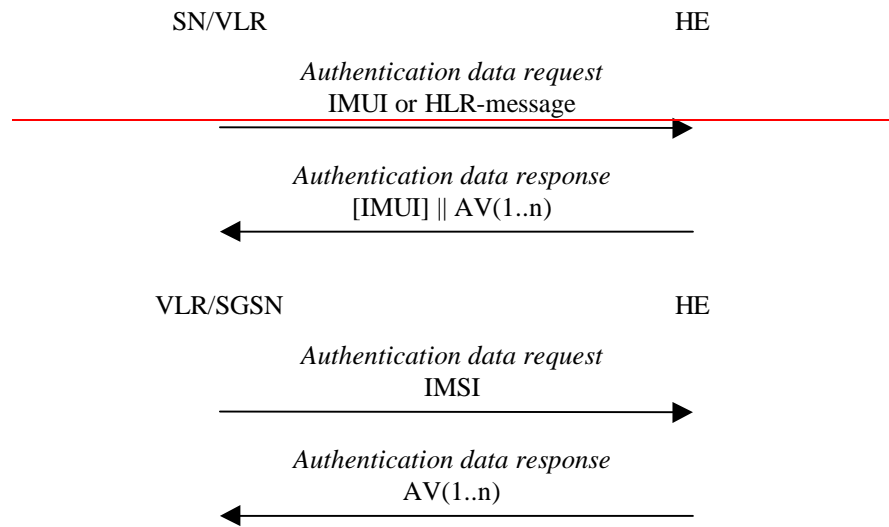 SN/VLR HE
Authentication data request
IMUI or HLR-message
Authentication data response
[IMUI] || AV(1..n)
VLR/SGSN HE
Authentication data request
IMSI
Authentication data response
AV(1..n)